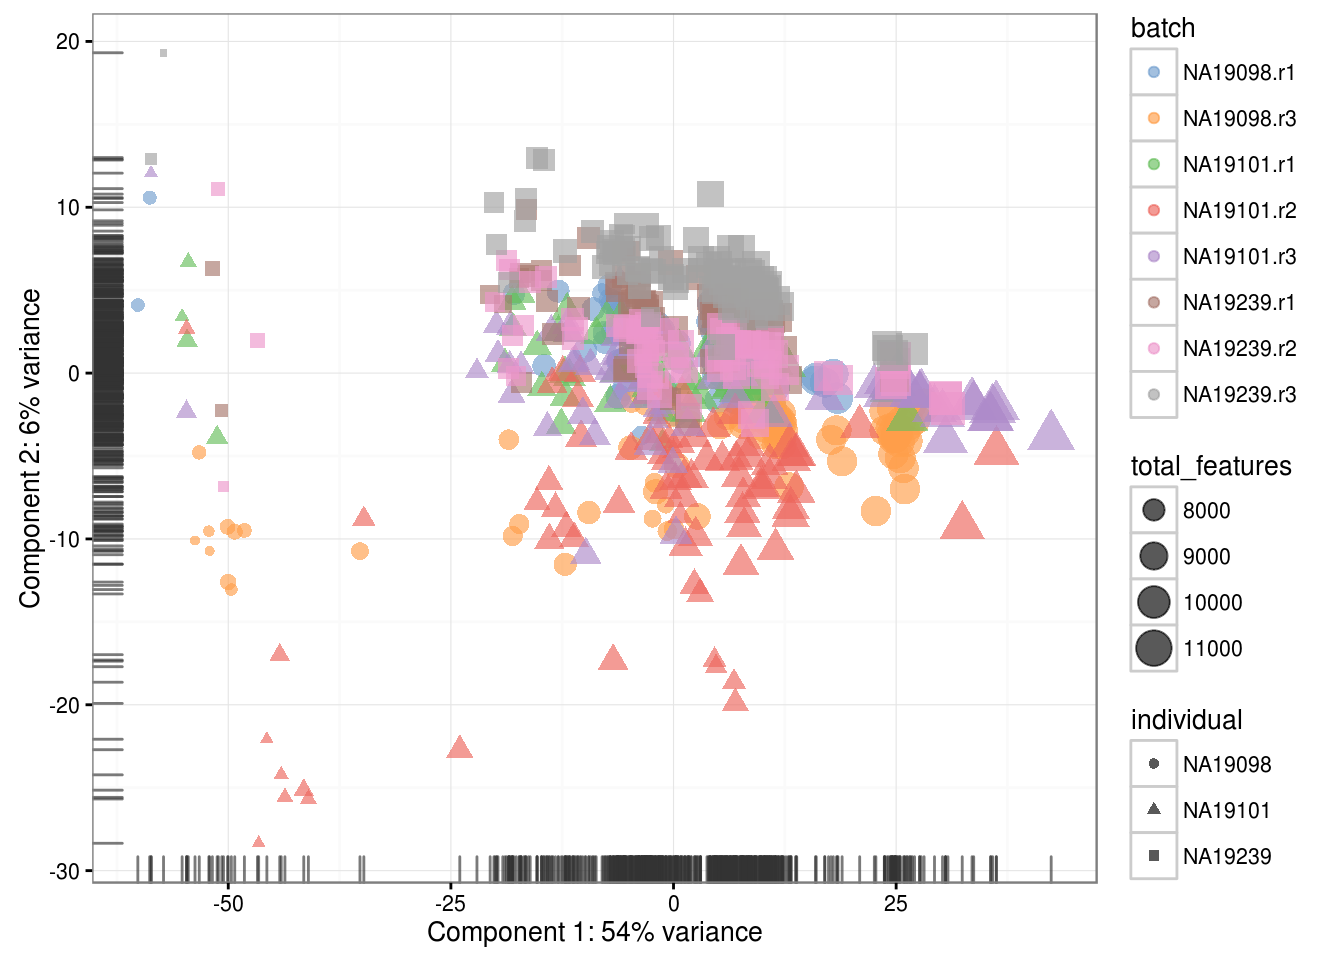 20
10
0
-10
-20
-30
-50
-25
0
25
Component 1: 54% variance
Component 2: 6% variance
batch
NA19098.r1
NA19098.r3
NA19101.r1
NA19101.r2
NA19101.r3
NA19239.r1
NA19239.r2
NA19239.r3
total_features
8000
9000
10000
11000
individual
NA19098
NA19101
NA19239